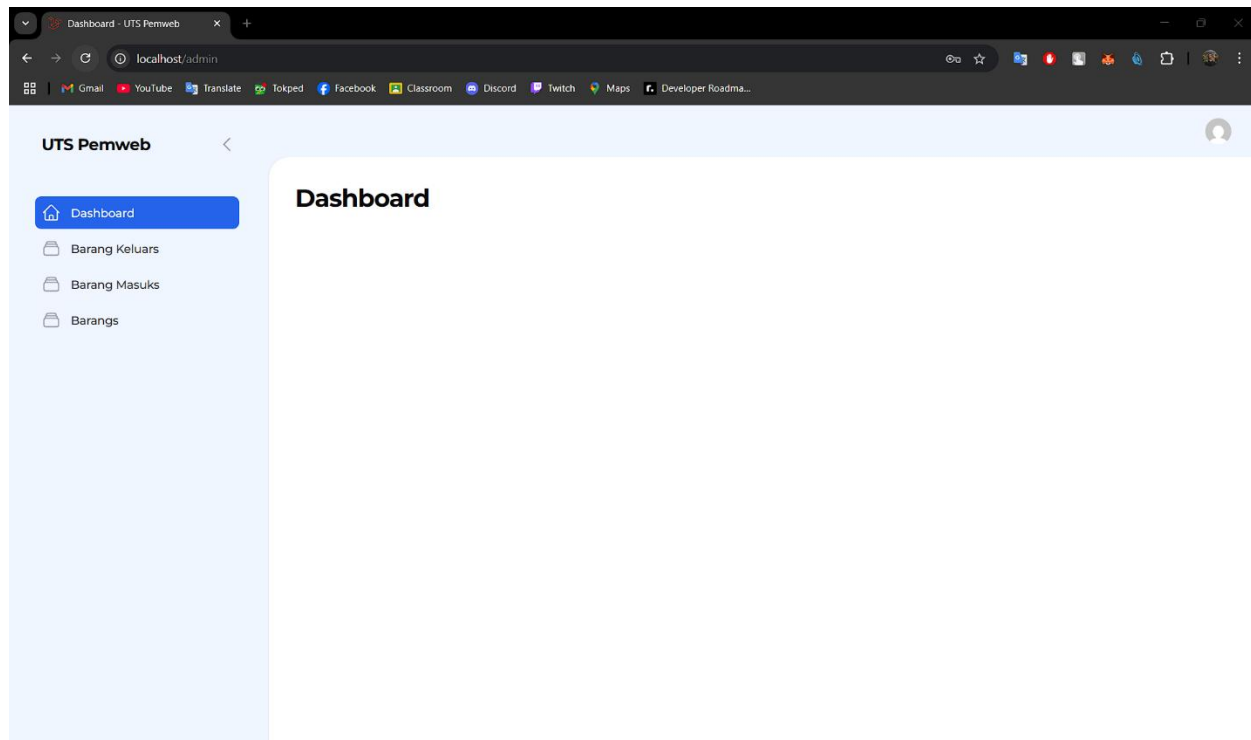 Dashboard - UTS Pemweb
localhost/admin
Gmail YouTube Translate Tokped Facebook Classroom Discord Twitch Maps Developer Roadma...
UTS Pemweb
Dashboard
Dashboard
Barang Keluars
Barang Masuks
Barangs